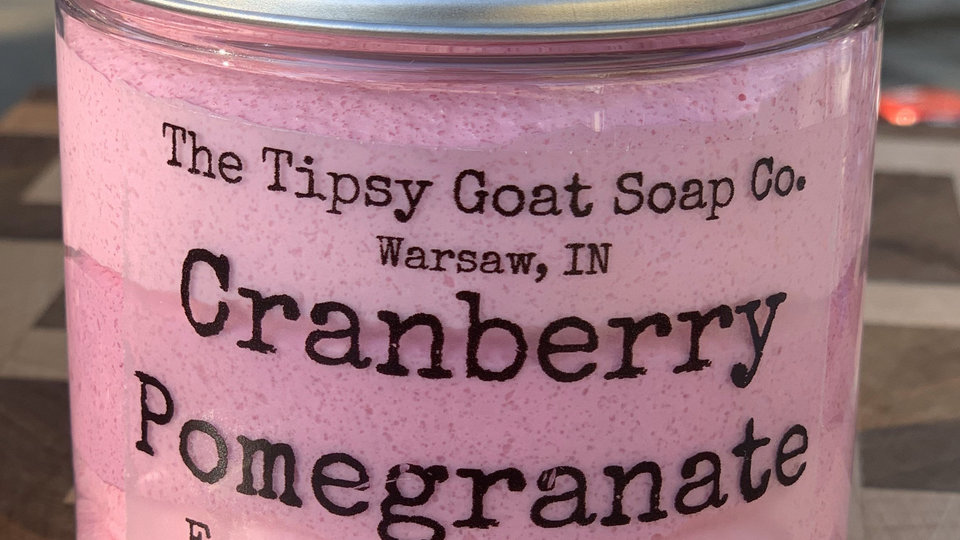 The Tipsy Goat Soap Co.
Warsaw, IN
Cranberry
Pomegranate